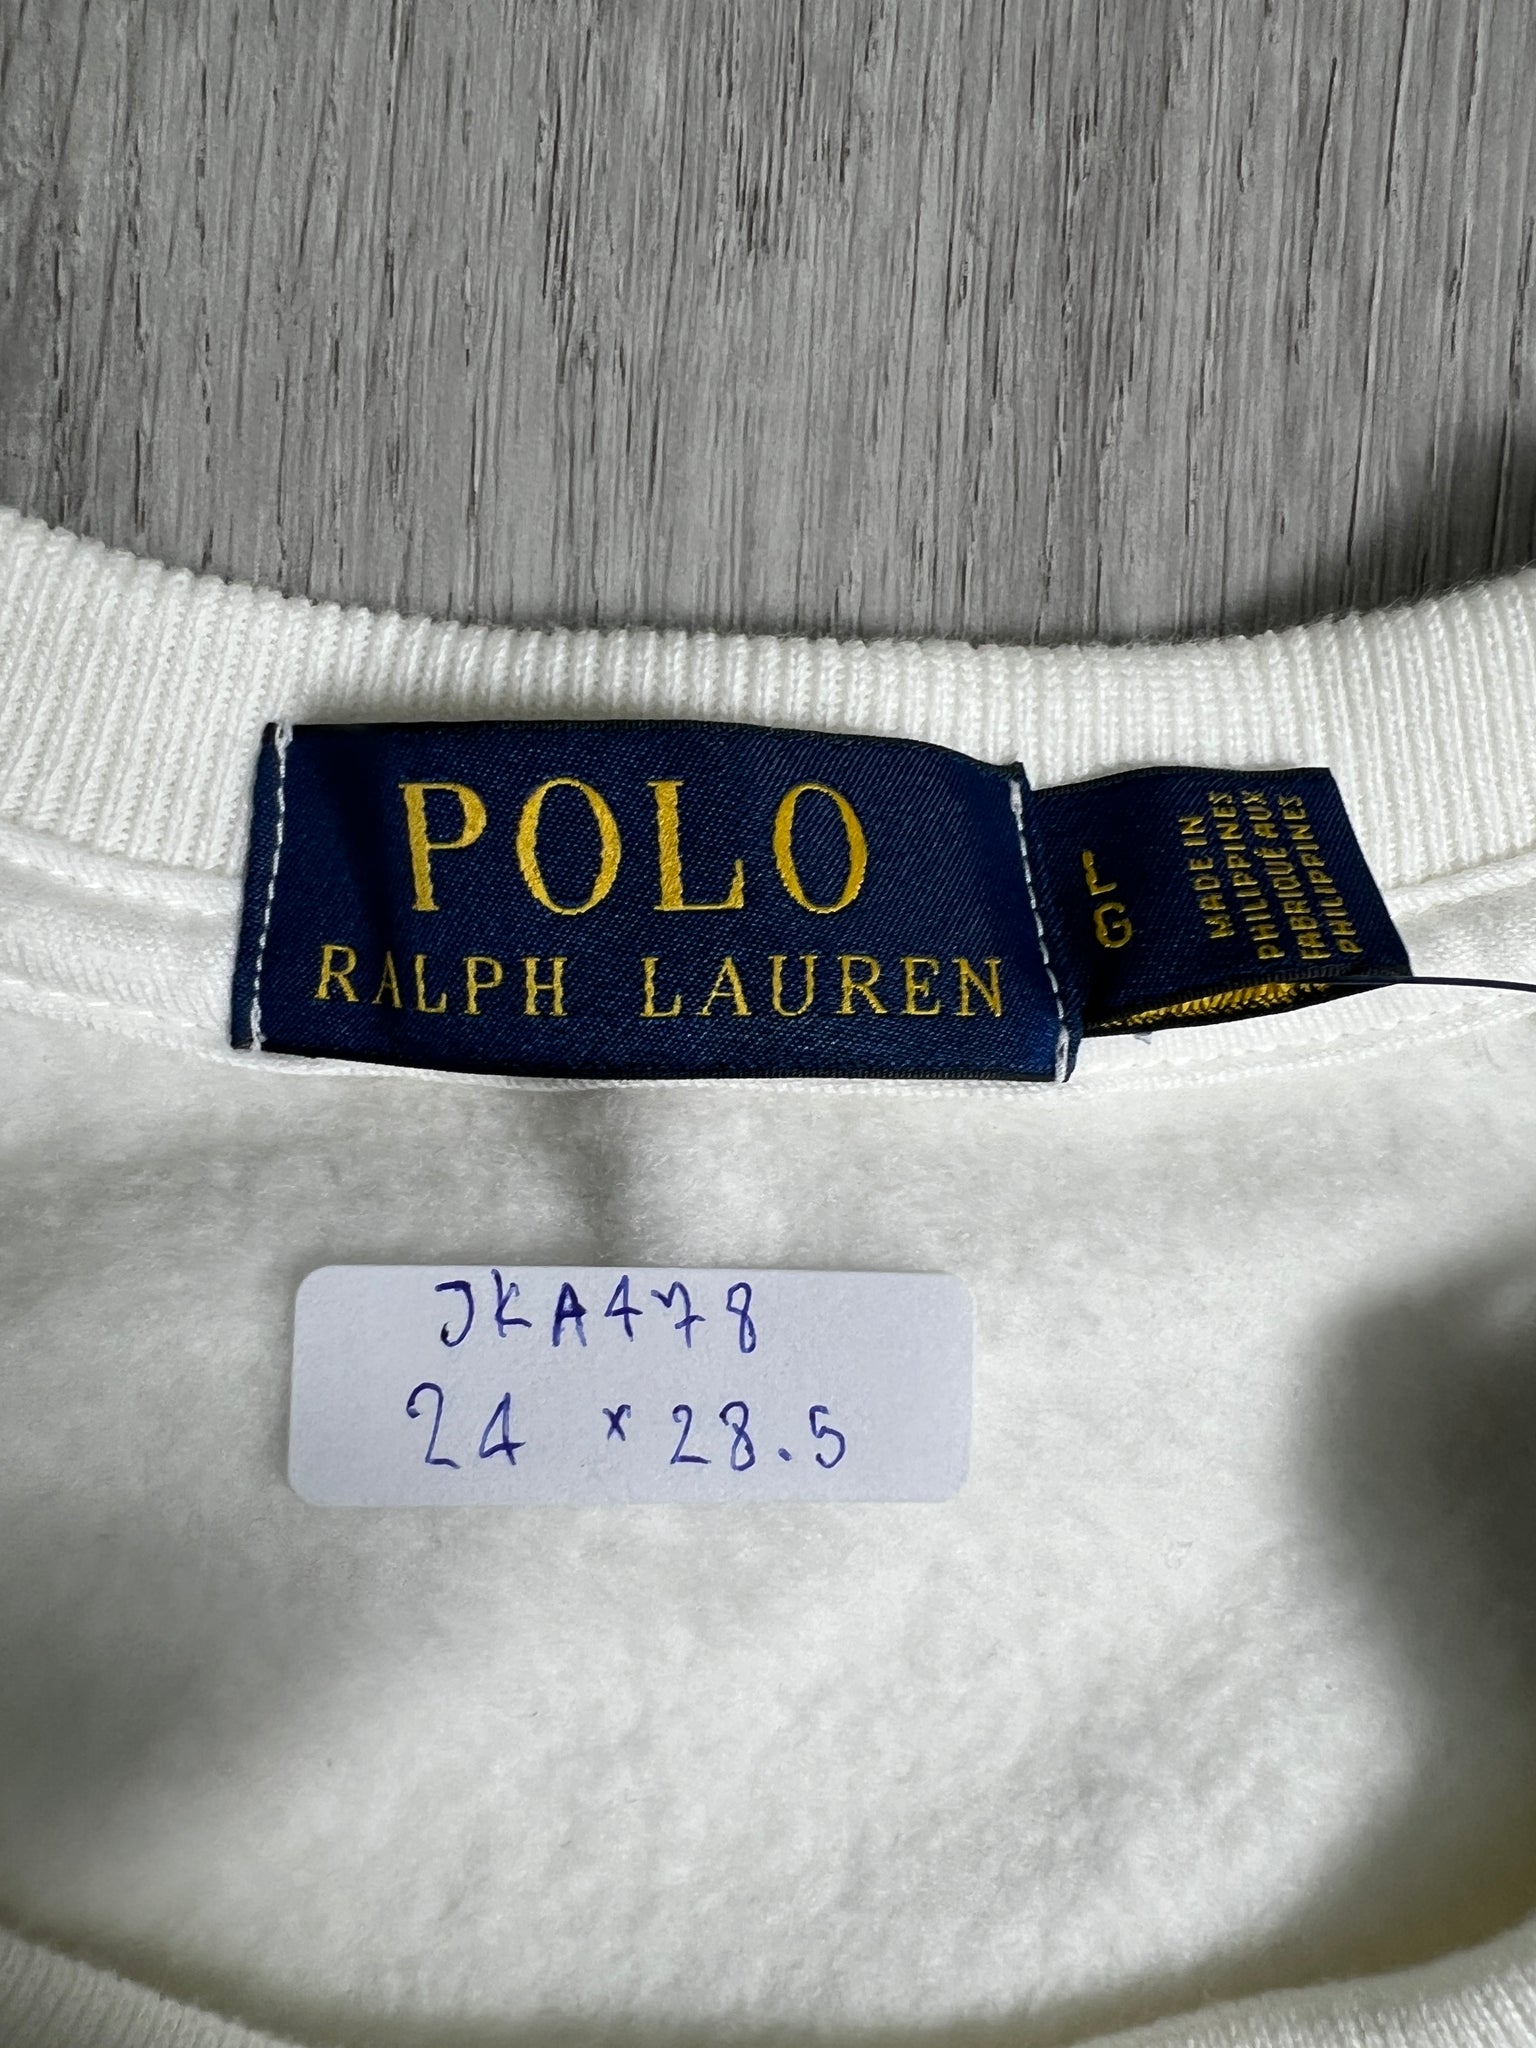 POLO
RALPH LAUREN
L
G
MADE IN
PHILIPPINES
FABRIQUÉ AUX
PHILIPPINES
JKA478
24 x 28.5